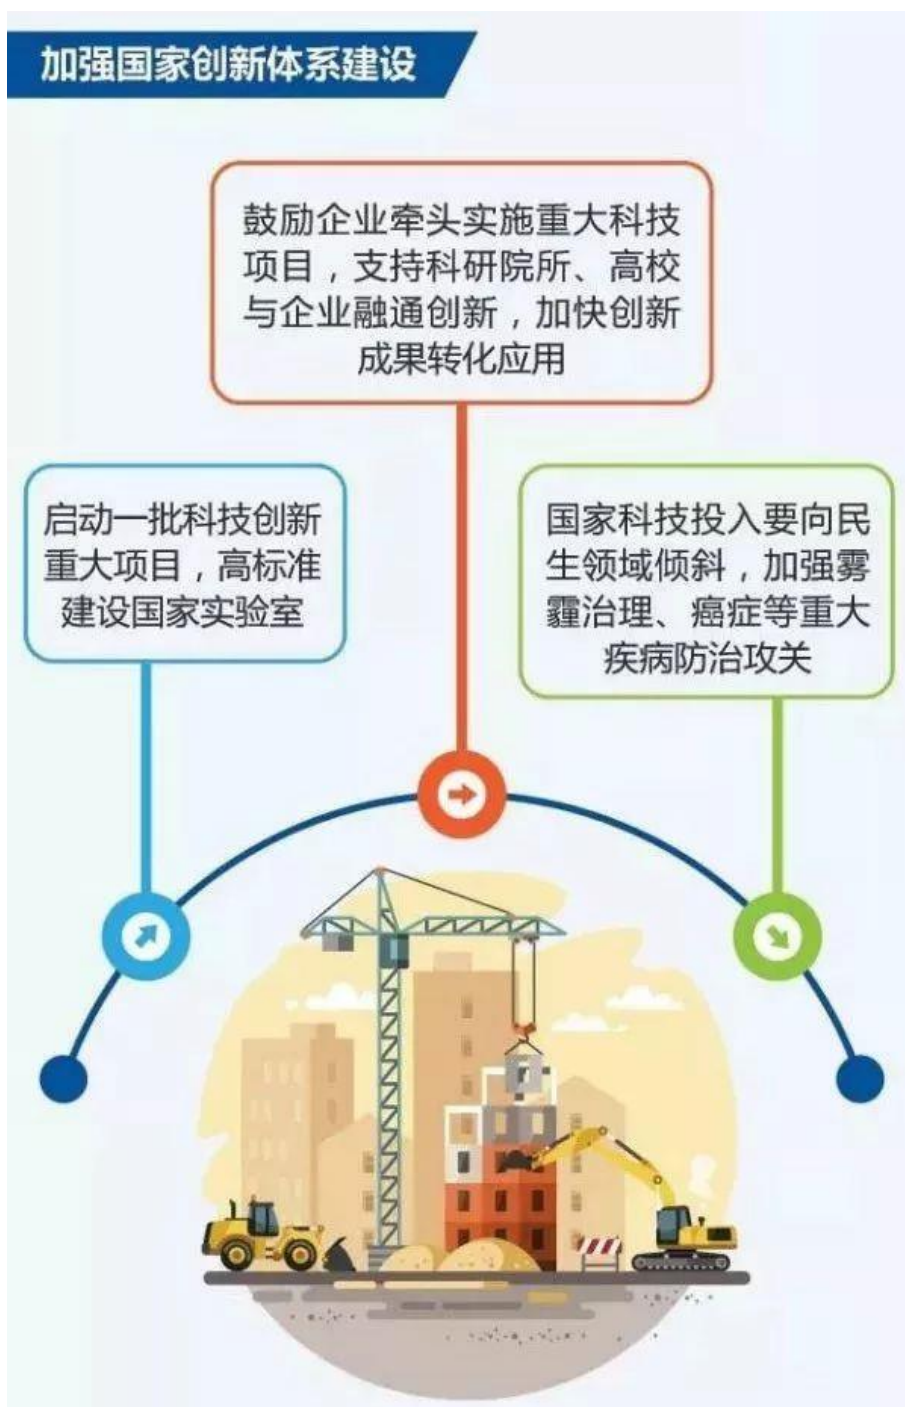 加强国家创新体系建设
鼓励企业牵头实施重大科技
项目，支持科研院所、高校
与企业融通创新，加快创新
成果转化应用
启动一批科技创新
重大项目，高标准
建设国家实验室
国家科技投入要向民
生领域倾斜，加强雾
霾治理、癌症等重大
疾病防治攻关